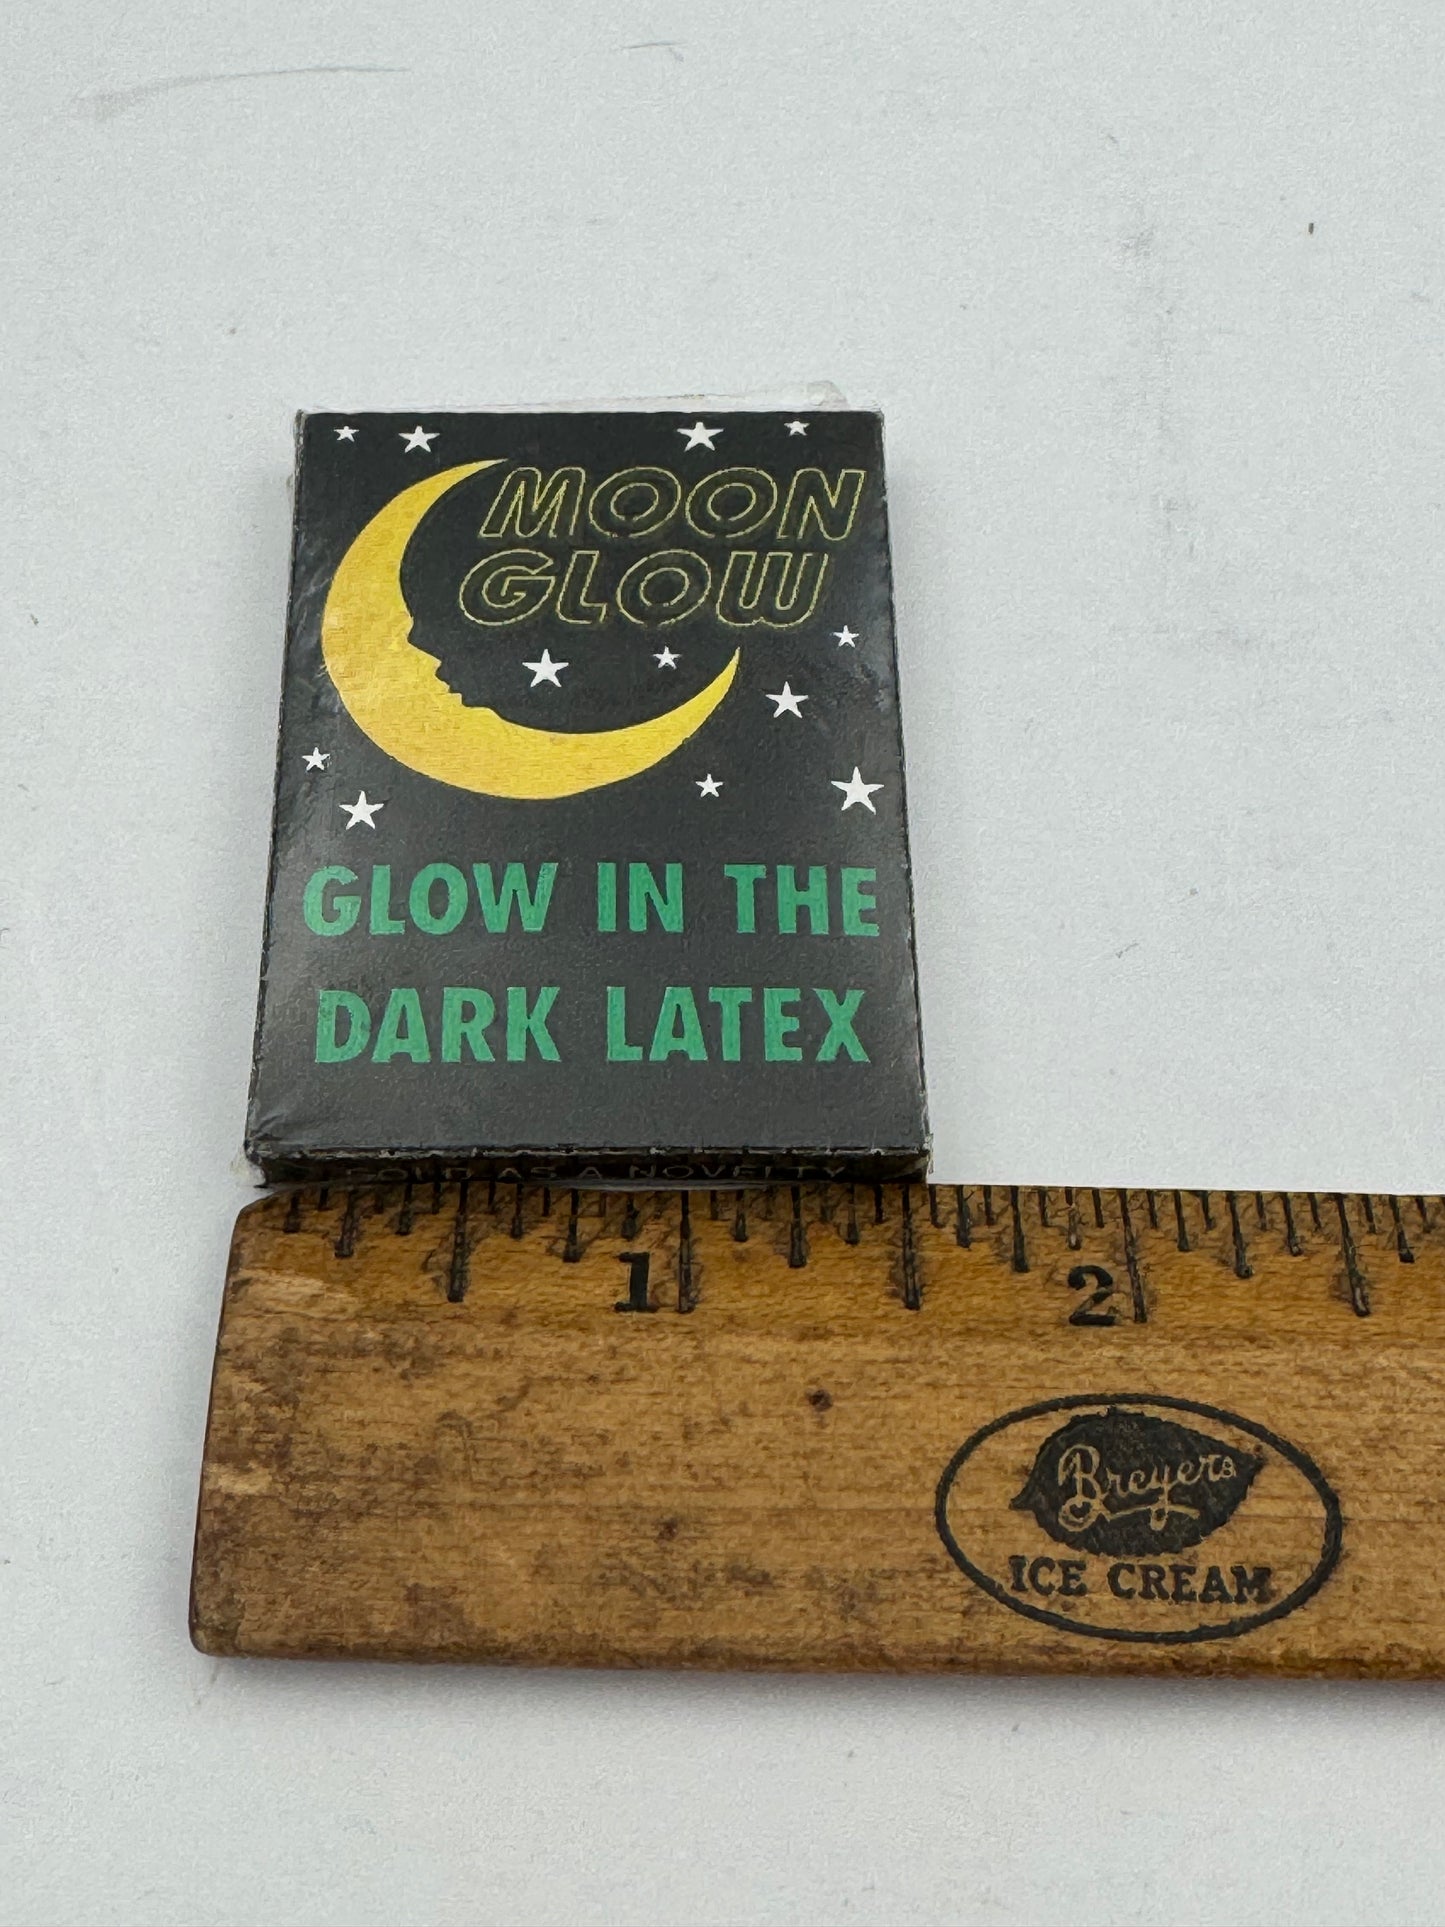 MOON
GLOW
GLOW IN THE
DARK LATEX
SOLD AS A NOVELTY
1
2
Breyers
ICE CREAM